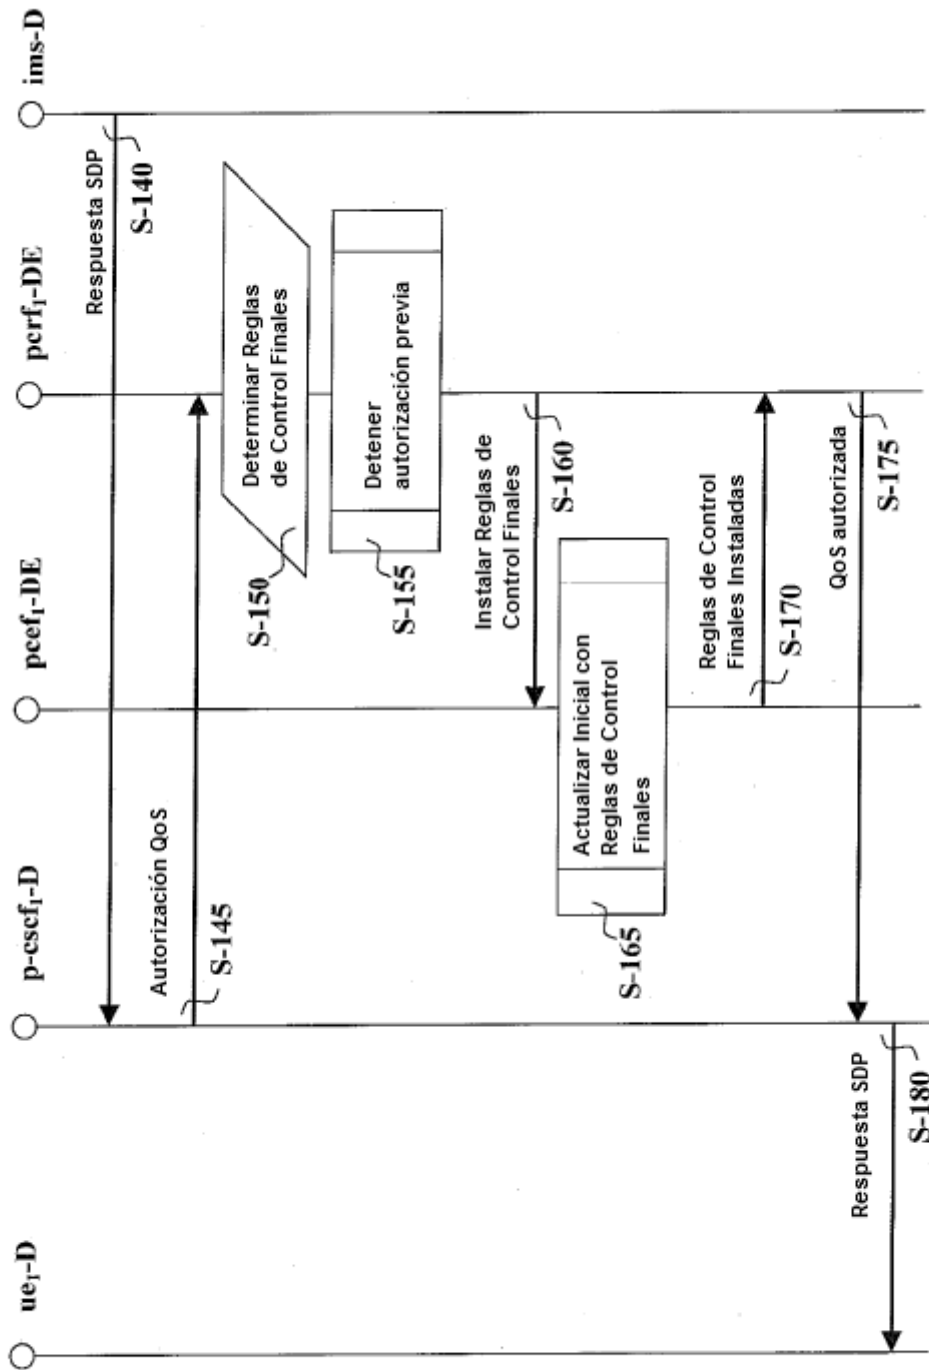 ue₁-D
p-cscf₁-D
pcef₁-DE
pcrf₁-DE
ims-D
Respuesta SDP
S-140
Autorización QoS
S-145
Determinar Reglas
de Control Finales
S-150
Detener
autorización previa
S-155
Instalar Reglas de
Control Finales
S-160
Actualizar Inicial con
Reglas de Control
Finales
S-165
Reglas de Control
Finales Instaladas
S-170
QoS autorizada
S-175
Respuesta SDP
S-180